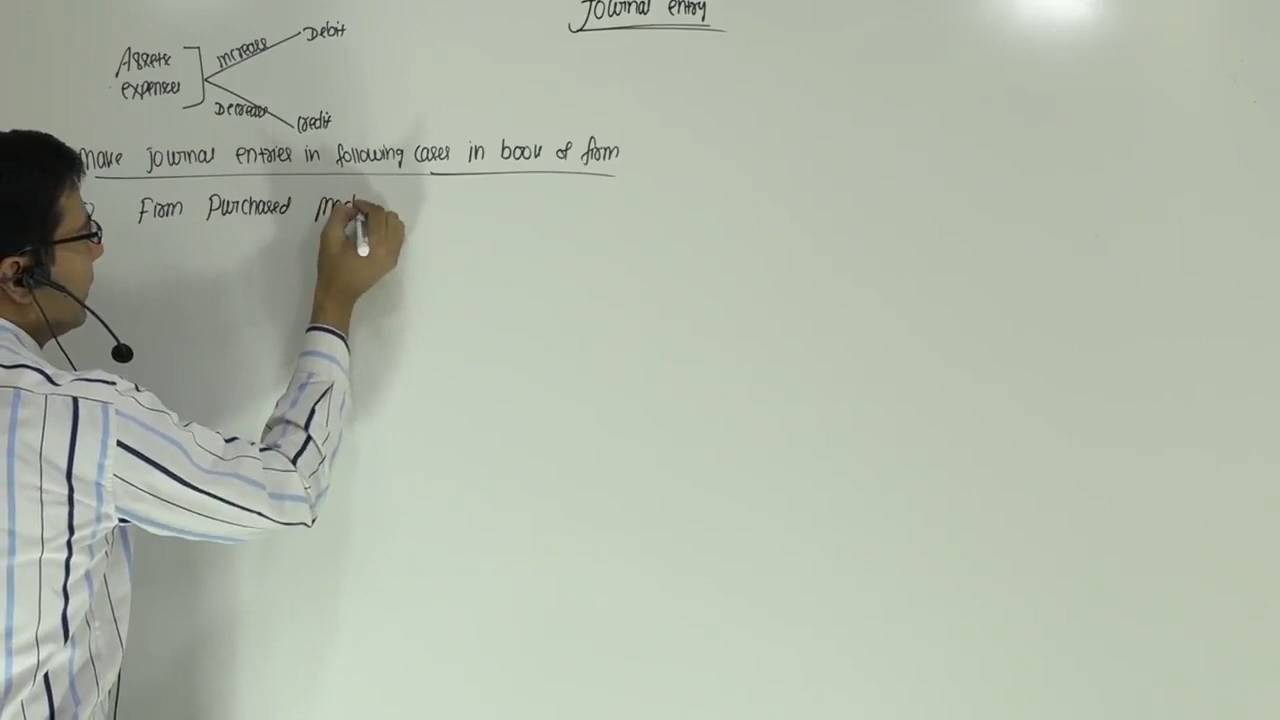 Journal entry
Debit
increase
Assets
expenses
Decrease
credit
Make journal entries in following cases in book of firm
Firm Purchased